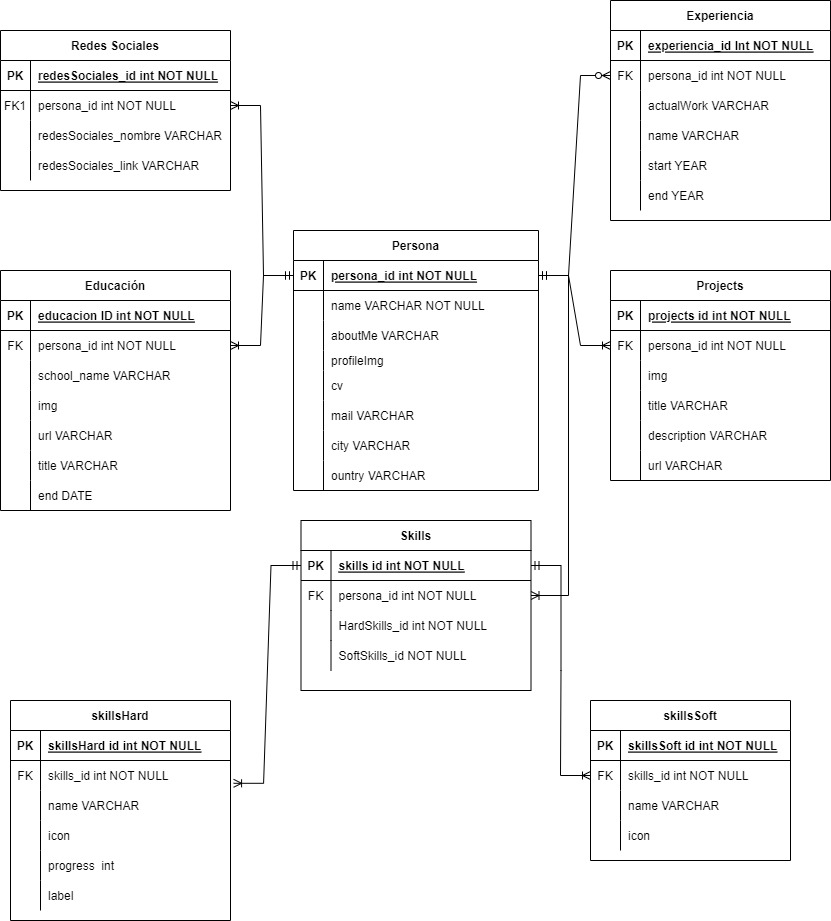 Redes Sociales
PK redesSociales_id int NOT NULL
FK1 persona_id int NOT NULL
redesSociales_nombre VARCHAR
redesSociales_link VARCHAR
Experiencia
PK experiencia_id Int NOT NULL
FK persona_id int NOT NULL
actualWork VARCHAR
name VARCHAR
start YEAR
end YEAR
Persona
PK persona_id int NOT NULL
name VARCHAR NOT NULL
aboutMe VARCHAR
profileImg
cv
mail VARCHAR
city VARCHAR
ountry VARCHAR
Educación
PK educacion ID int NOT NULL
FK persona_id int NOT NULL
school_name VARCHAR
img
url VARCHAR
title VARCHAR
end DATE
Projects
PK projects id int NOT NULL
FK persona_id int NOT NULL
img
title VARCHAR
description VARCHAR
url VARCHAR
Skills
PK skills id int NOT NULL
FK persona_id int NOT NULL
HardSkills_id int NOT NULL
SoftSkills_id NOT NULL
skillsHard
PK skillsHard id int NOT NULL
FK skills_id int NOT NULL
name VARCHAR
icon
progress int
label
skillsSoft
PK skillsSoft id int NOT NULL
FK skills_id int NOT NULL
name VARCHAR
icon